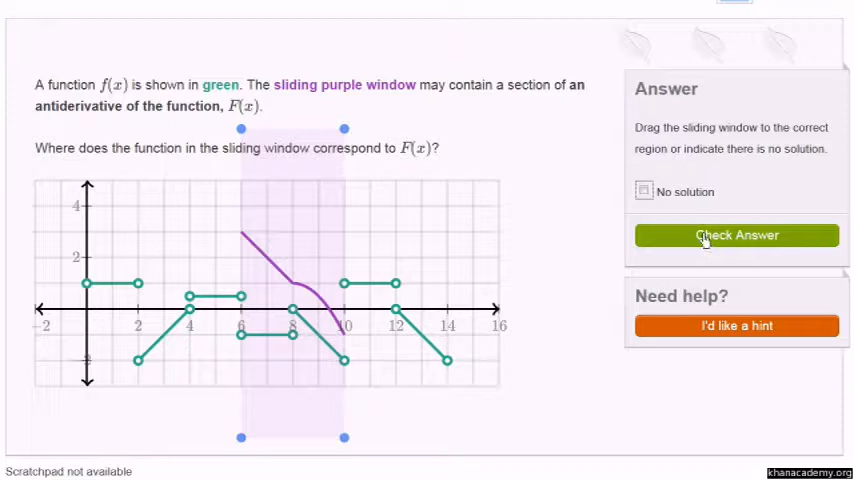 A function f(x) is shown in green. The sliding purple window may contain a section of an
antiderivative of the function, F(x).
Where does the function in the sliding window correspond to F(x)?
4
2
-2
2
4
6
8
10
12
14
16
Answer
Drag the sliding window to the correct
region or indicate there is no solution.
No solution
Check Answer
Need help?
I'd like a hint
Scratchpad not available
khanacademy.org